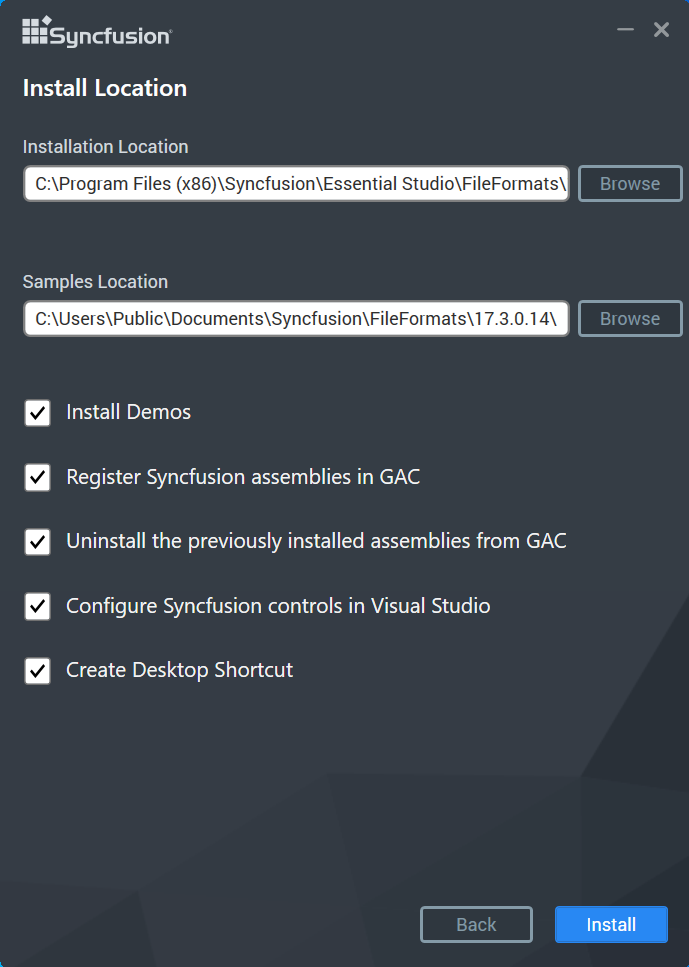 Syncfusion®
Install Location
Installation Location
C:\Program Files (x86)\Syncfusion\Essential Studio\FileFormats\
Browse
Samples Location
C:\Users\Public\Documents\Syncfusion\FileFormats\17.3.0.14\
Browse
Install Demos
Register Syncfusion assemblies in GAC
Uninstall the previously installed assemblies from GAC
Configure Syncfusion controls in Visual Studio
Create Desktop Shortcut
Back
Install